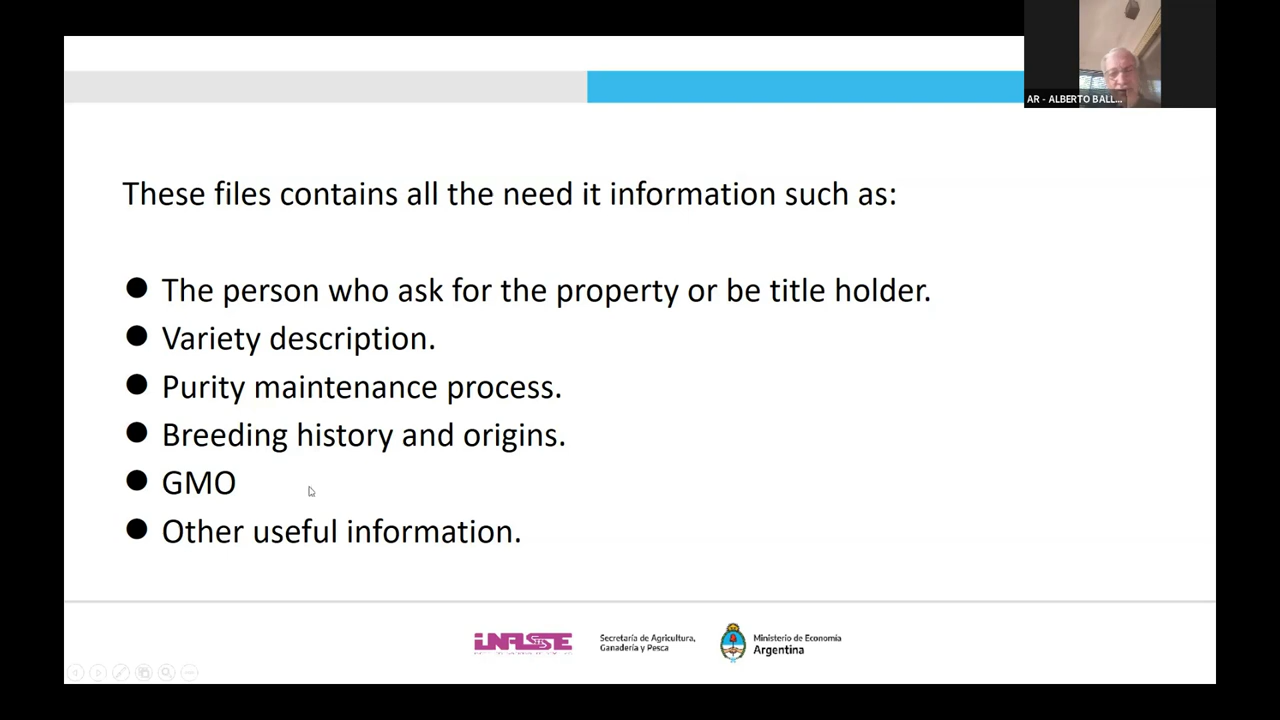 AR - ALBERTO BALL...
These files contains all the need it information such as:
● The person who ask for the property or be title holder.
● Variety description.
● Purity maintenance process.
● Breeding history and origins.
● GMO
● Other useful information.
INASE
Secretaría de Agricultura,
Ganadería y Pesca
Ministerio de Economía
Argentina